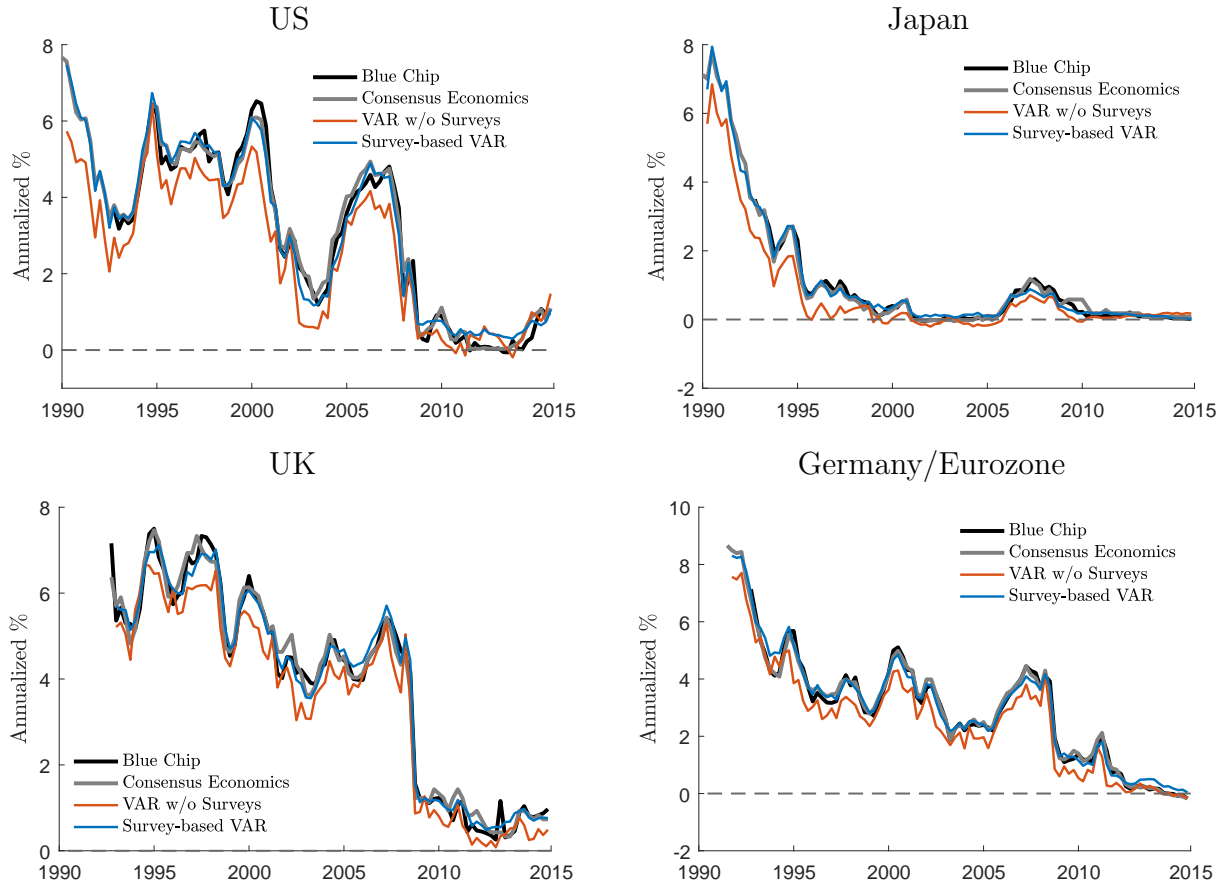 US
Annualized %
8
6
4
2
0
Blue Chip
Consensus Economics
VAR w/o Surveys
Survey-based VAR
1990 1995 2000 2005 2010 2015
Japan
Annualized %
8
6
4
2
0
-2
Blue Chip
Consensus Economics
VAR w/o Surveys
Survey-based VAR
1990 1995 2000 2005 2010 2015
UK
Annualized %
8
6
4
2
0
Blue Chip
Consensus Economics
VAR w/o Surveys
Survey-based VAR
1990 1995 2000 2005 2010 2015
Germany/Eurozone
Annualized %
10
8
6
4
2
0
-2
Blue Chip
Consensus Economics
VAR w/o Surveys
Survey-based VAR
1990 1995 2000 2005 2010 2015